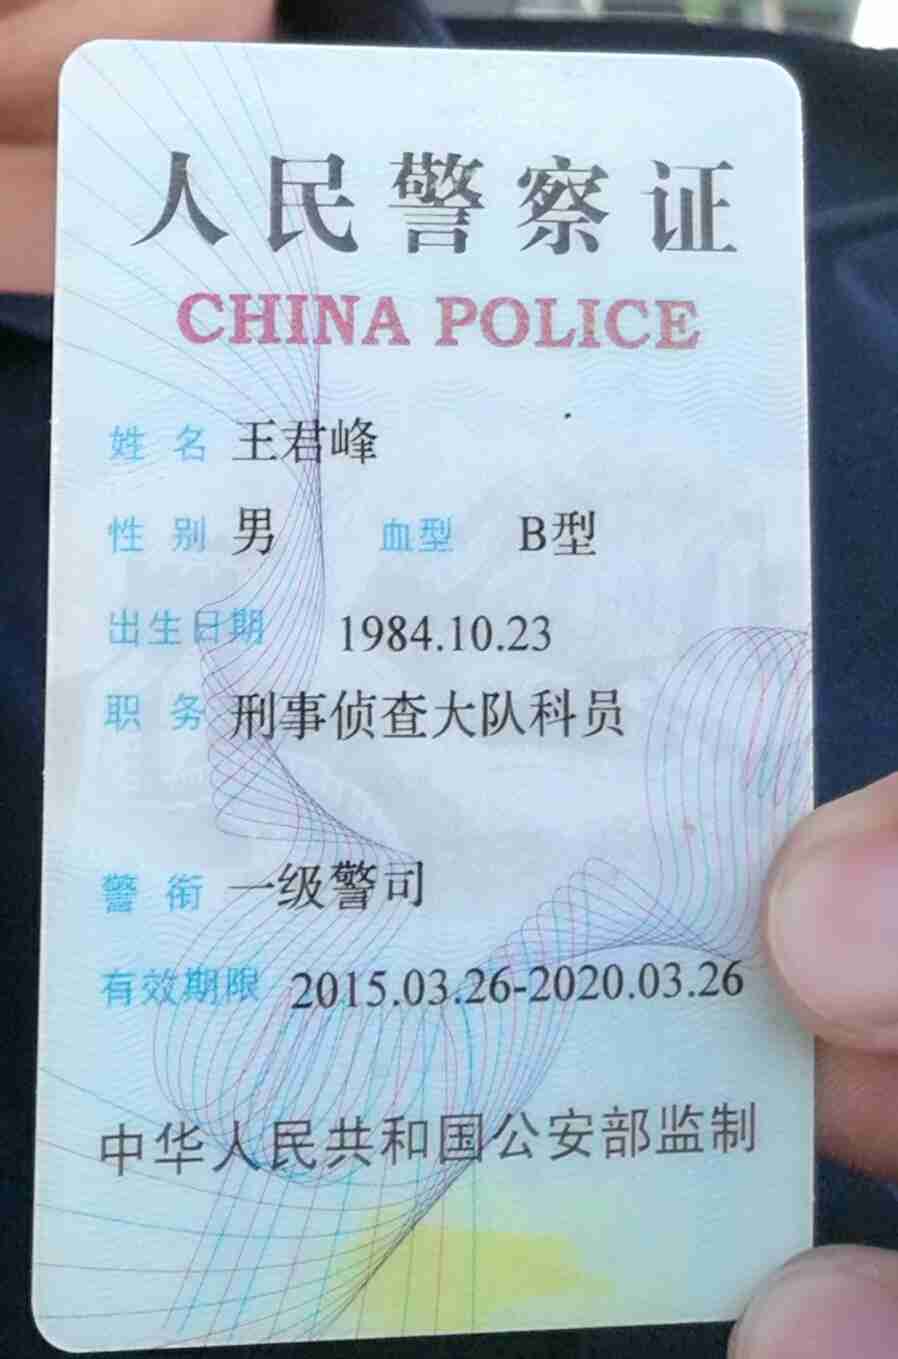 人民警察证
CHINA POLICE
姓 名 王君峰
性 别 男 血型 B型
出生日期 1984.10.23
职 务 刑事侦查大队科员
警 衔 一级警司
有效期限 2015.03.26-2020.03.26
中华人民共和国公安部监制